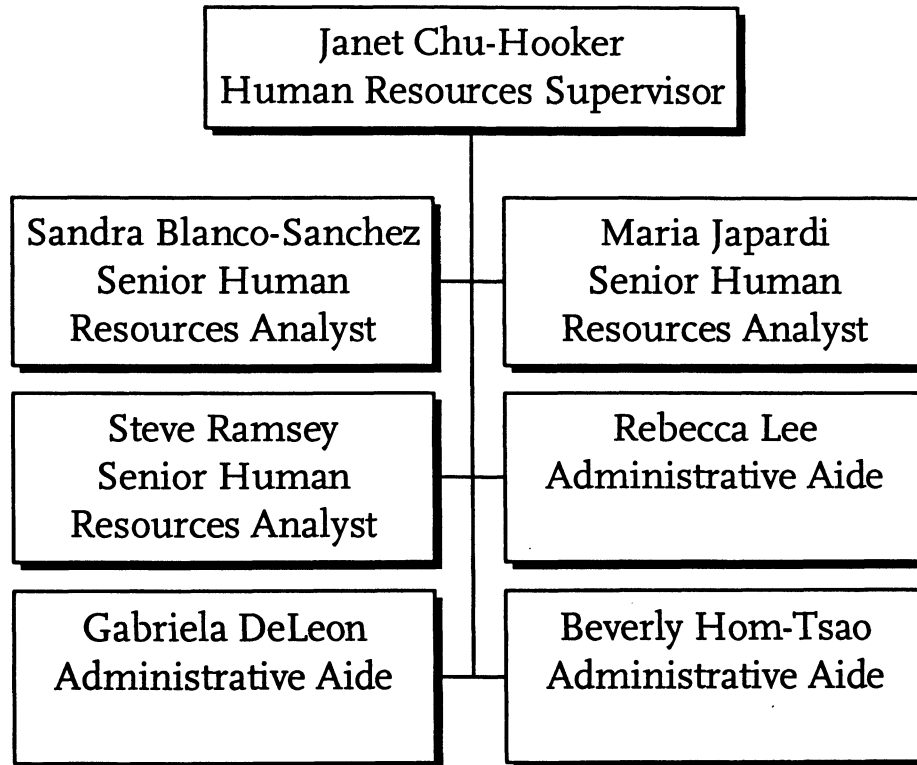 Janet Chu-Hooker
Human Resources Supervisor
Sandra Blanco-Sanchez
Senior Human
Resources Analyst
Maria Japardi
Senior Human
Resources Analyst
Steve Ramsey
Senior Human
Resources Analyst
Rebecca Lee
Administrative Aide
Gabriela DeLeon
Administrative Aide
Beverly Hom-Tsao
Administrative Aide